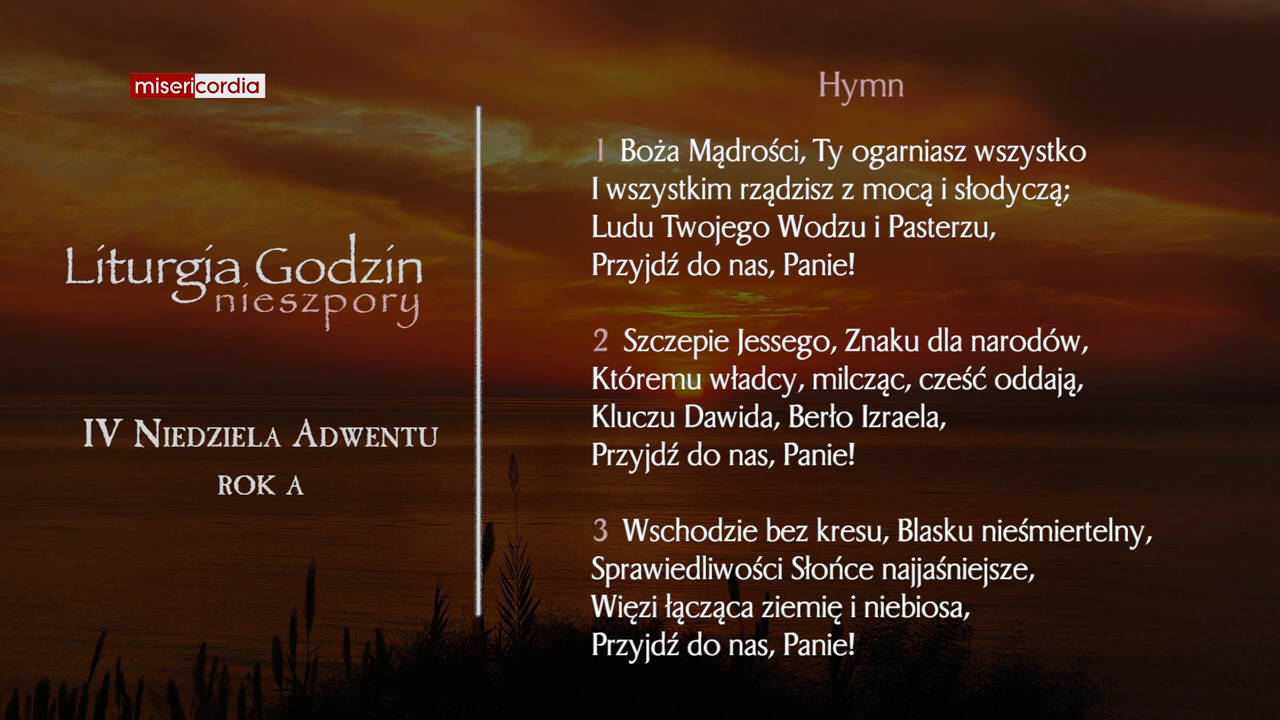 misericordia
Liturgia Godzin
nieszpory
IV Niedziela Adwentu
rok A
Hymn
1 Boża Mądrości, Ty ogarniasz wszystko
I wszystkim rządzisz z mocą i słodyczą;
Ludu Twojego Wodzu i Pasterzu,
Przyjdź do nas, Panie!
2 Szczepie Jessego, Znaku dla narodów,
Któremu władcy, milcząc, cześć oddają,
Kluczu Dawida, Berło Izraela,
Przyjdź do nas, Panie!
3 Wschodzie bez kresu, Blasku nieśmiertelny,
Sprawiedliwości Słońce najjaśniejsze,
Więzi łącząca ziemię i niebiosa,
Przyjdź do nas, Panie!